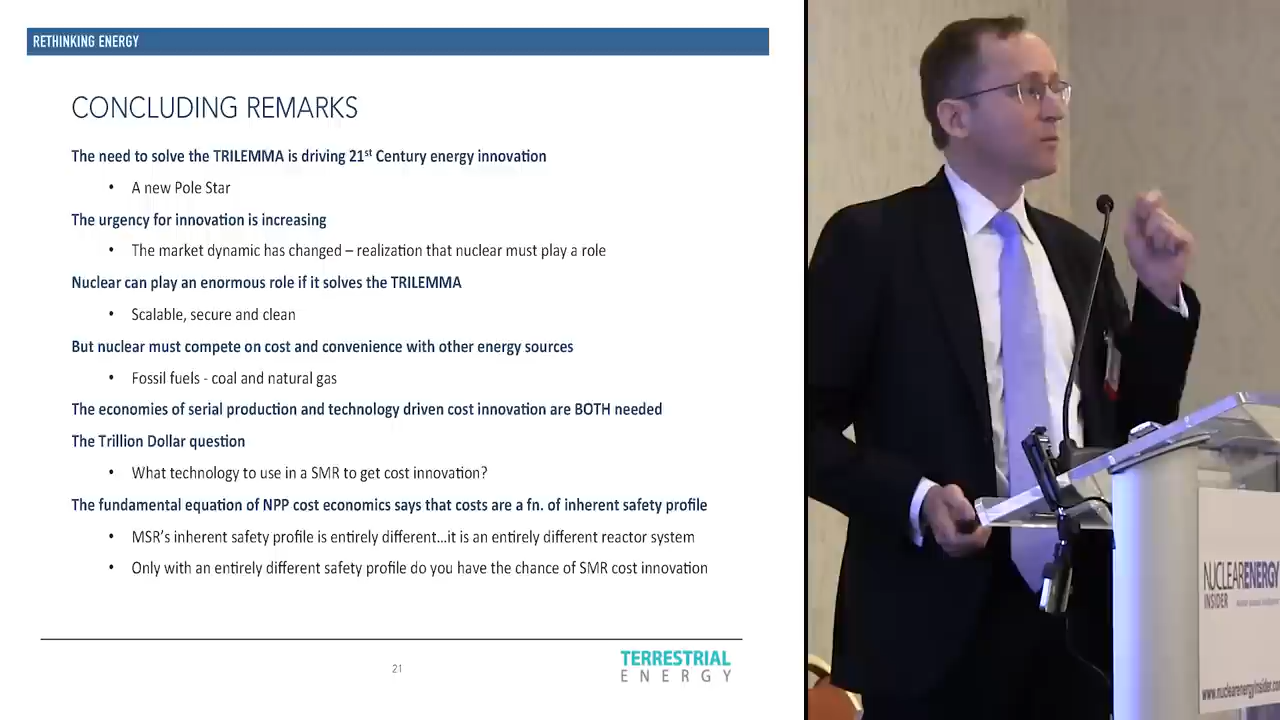 RETHINKING ENERGY
CONCLUDING REMARKS
The need to solve the TRILEMMA is driving 21st Century energy innovation
• A new Pole Star
The urgency for innovation is increasing
• The market dynamic has changed – realization that nuclear must play a role
Nuclear can play an enormous role if it solves the TRILEMMA
• Scalable, secure and clean
But nuclear must compete on cost and convenience with other energy sources
• Fossil fuels - coal and natural gas
The economies of serial production and technology driven cost innovation are BOTH needed
The Trillion Dollar question
• What technology to use in a SMR to get cost innovation?
The fundamental equation of NPP cost economics says that costs are a fn. of inherent safety profile
• MSR's inherent safety profile is entirely different...it is an entirely different reactor system
• Only with an entirely different safety profile do you have the chance of SMR cost innovation
21
TERRESTRIAL
ENERGY
NUCLEARENERGY
INSIDER
www.nuclearenergyinsider.co